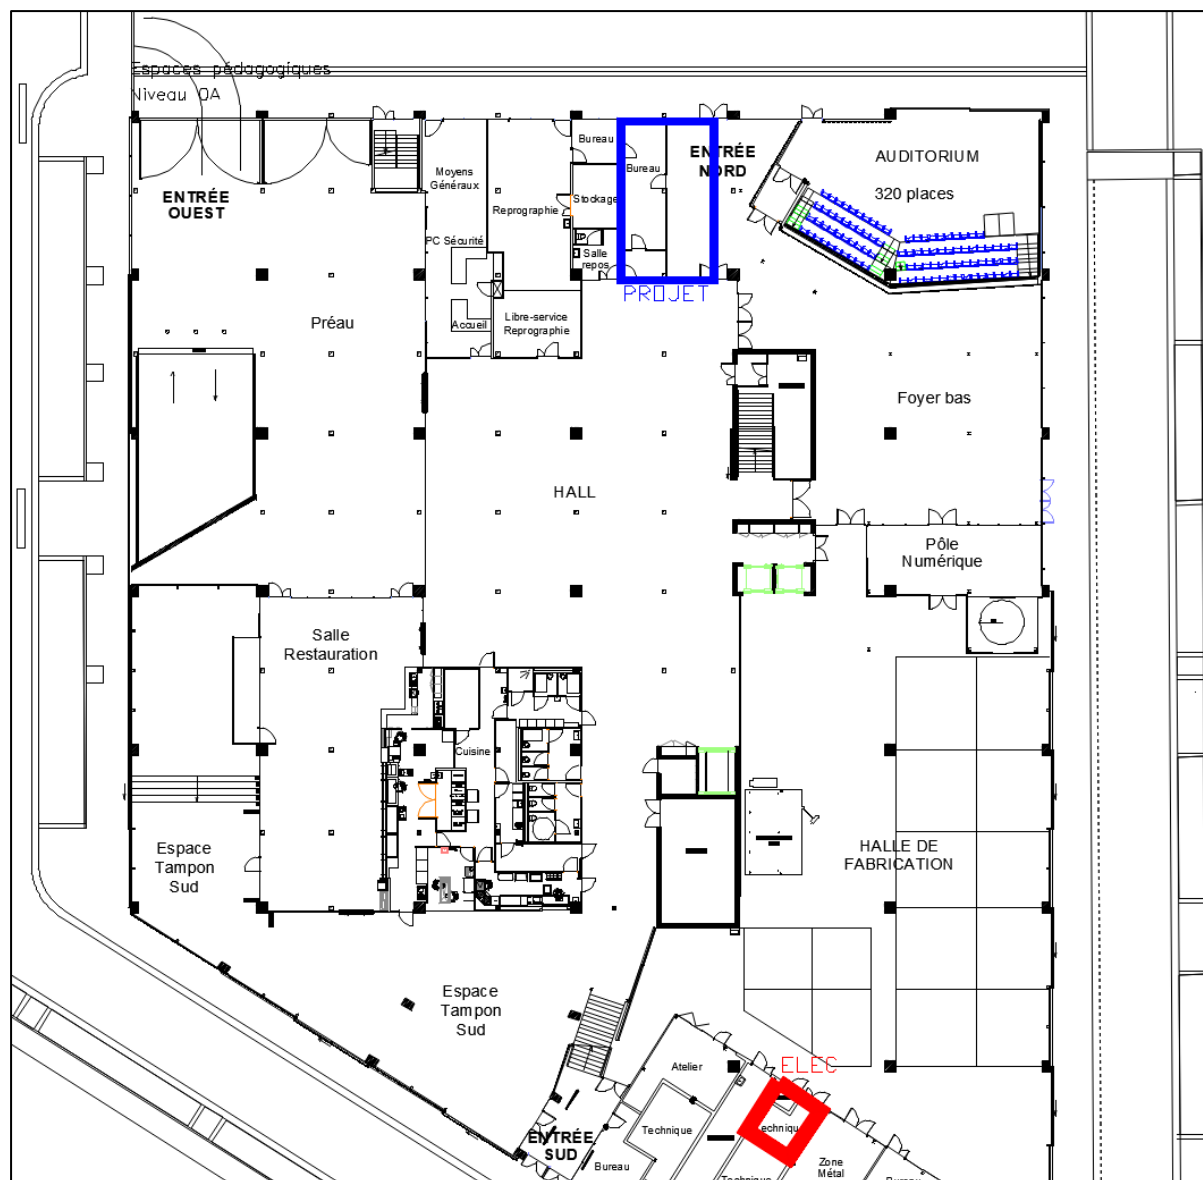 Espaces pédagogiques
Niveau 0A
ENTRÉE
OUEST
Moyens
Généraux
PC Sécurité
Accueil
Reprographie
Libre-service
Reprographie
Bureau
Stockage
Salle
repos
Bureau
PROJET
ENTRÉE
NORD
AUDITORIUM
320 places
Préau
Foyer bas
HALL
Pôle
Numérique
Salle
Restauration
Cuisine
Espace
Tampon
Sud
HALLE DE
FABRICATION
Espace
Tampon
Sud
ELEC
Atelier
Technique
Technique
ENTRÉE
SUD
Bureau
Technique
Zone
Métal
Bureau